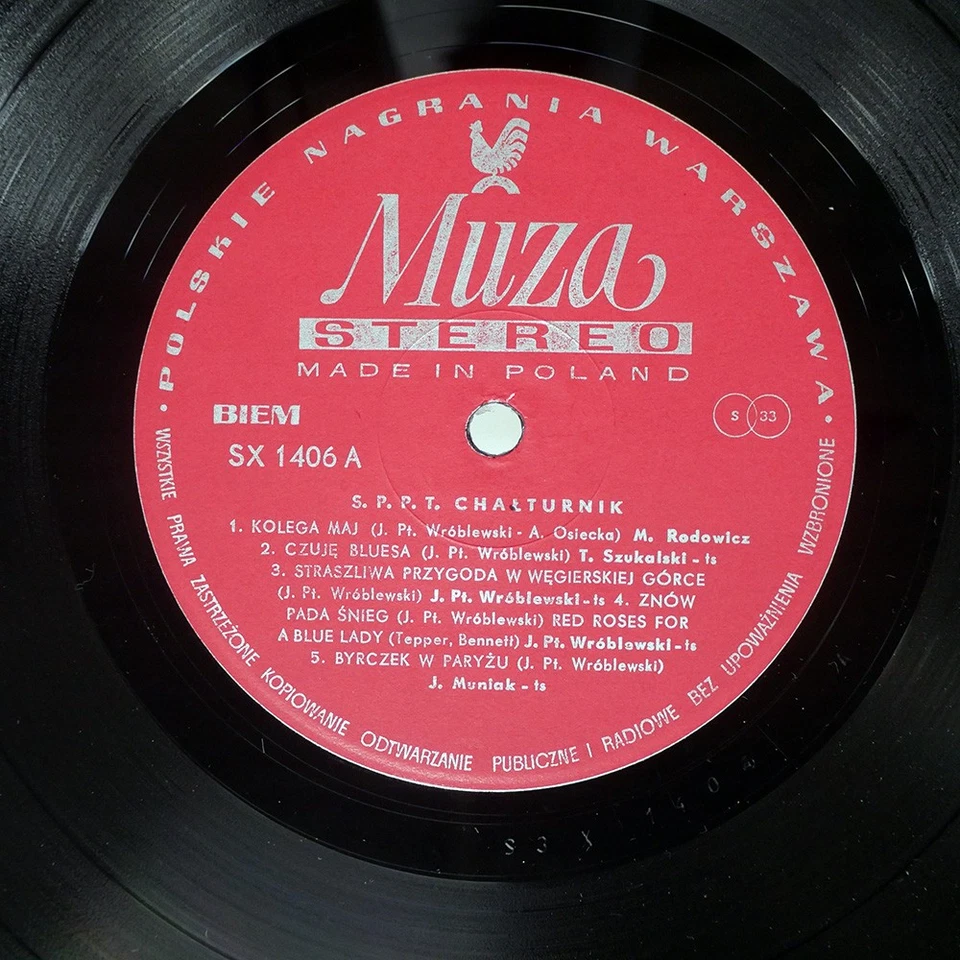 • POLSKIE NAGRANIA WARSZAWA •
Muza
STEREO
MADE IN POLAND
BIEM
S 33
SX 1406 A
S. P. P. T. CHAŁTURNIK
1. KOLEGA MAJ (J. Pt. Wróblewski - A. Osiecka) M. Rodowicz
2. CZUJĘ BLUESA (J. Pt. Wróblewski) T. Szukalski - ts
3. STRASZLIWA PRZYGODA W WĘGIERSKIEJ GÓRCE
(J. Pt. Wróblewski) J. Pt. Wróblewski - ts 4. ZNÓW
PADA ŚNIEG (J. Pt. Wróblewski) RED ROSES FOR
A BLUE LADY (Tepper, Bennett) J. Pt. Wróblewski - ts
5. BYRCZEK W PARYŻU (J. Pt. Wróblewski)
J. Muniak - ts
WSZYSTKIE PRAWA ZASTRZEŻONE KOPIOWANIE ODTWARZANIE PUBLICZNE I RADIOWE BEZ UPOWAŻNIENIA WZBRONIONE